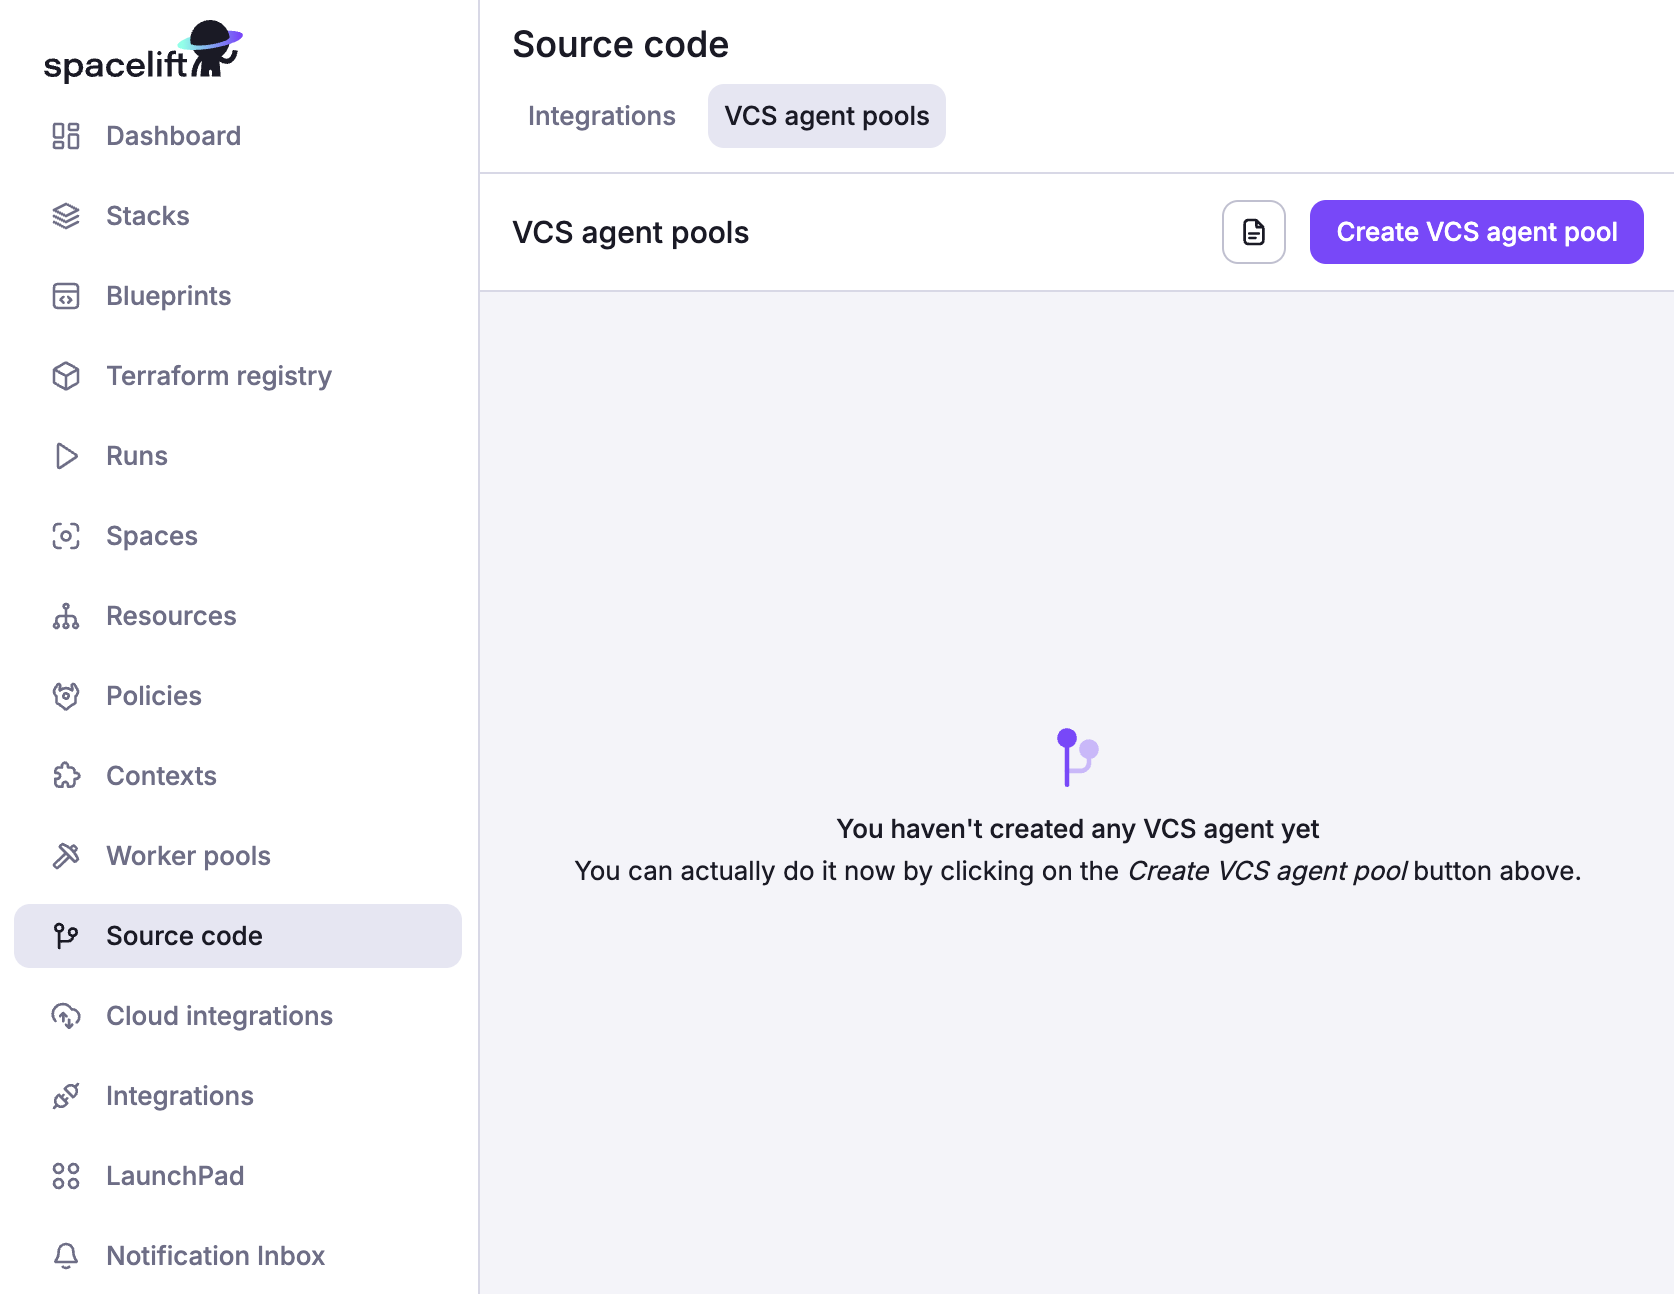 spacelift
Dashboard
Stacks
Blueprints
Terraform registry
Runs
Spaces
Resources
Policies
Contexts
Worker pools
Source code
Cloud integrations
Integrations
LaunchPad
Notification Inbox
Source code
Integrations
VCS agent pools
VCS agent pools
Create VCS agent pool
You haven't created any VCS agent yet
You can actually do it now by clicking on the Create VCS agent pool button above.